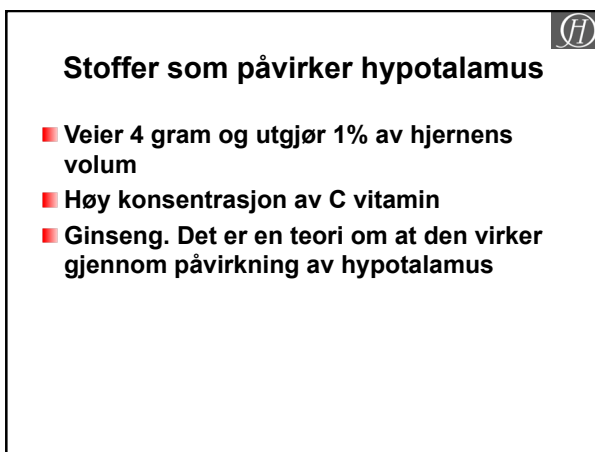 Stoffer som påvirker hypotalamus
Veier 4 gram og utgjør 1% av hjernens
volum
Høy konsentrasjon av C vitamin
Ginseng. Det er en teori om at den virker
gjennom påvirkning av hypotalamus